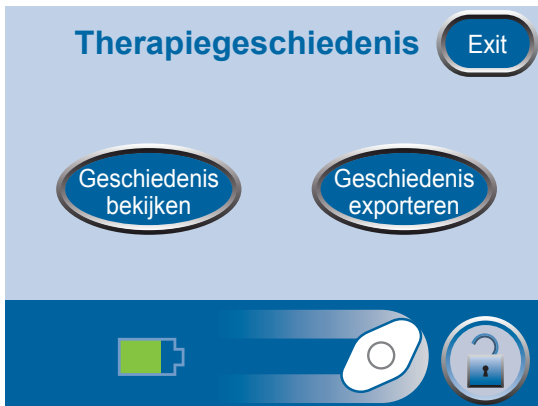 Therapiegeschiedenis
Exit
Geschiedenis
bekijken
Geschiedenis
exporteren